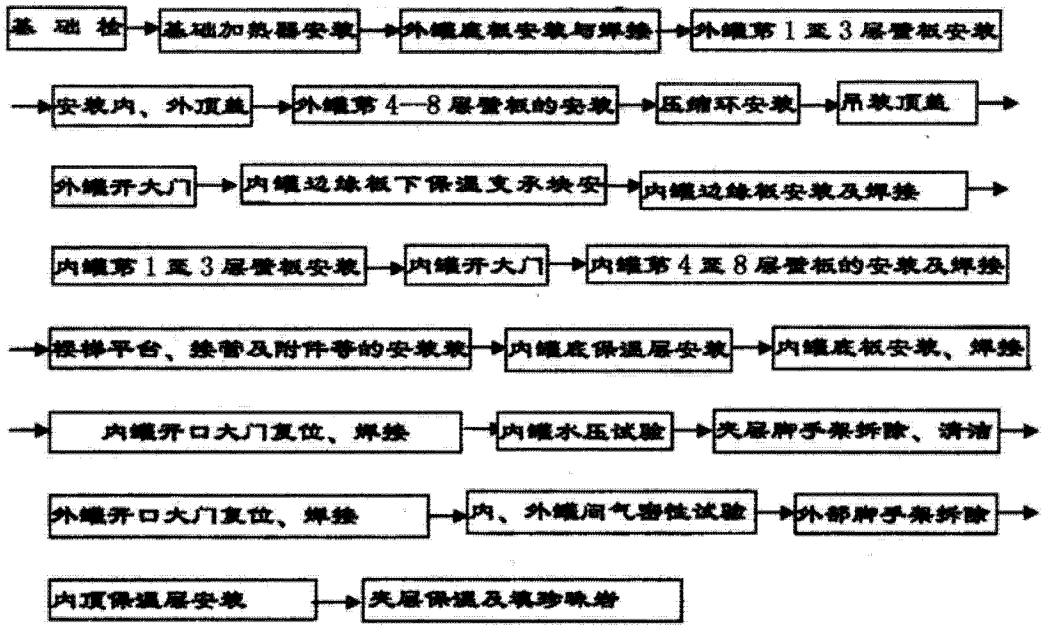 基础检 基础加热器安装 外罐底板安装与焊接 外罐第1至3层壁板安装
安装内、外顶盖 外罐第4—8层壁板的安装 压缩环安装 吊装顶盖
外罐开大门 内罐边缘板下保温支承块安 内罐边缘板安装及焊接
内罐第1至3层壁板安装 内罐开大门 内罐第4至8层壁板的安装及焊接
梯平台、接管及附件等的安装装 内罐底保温层安装 内罐底板安装、焊接
内罐开口大门复位、焊接 内罐水压试验 夹层脚手架拆除、清洁
外罐开口大门复位、焊接 内、外罐间气密性试验 外部脚手架拆除
内顶保温层安装 夹层保温及填珍珠岩